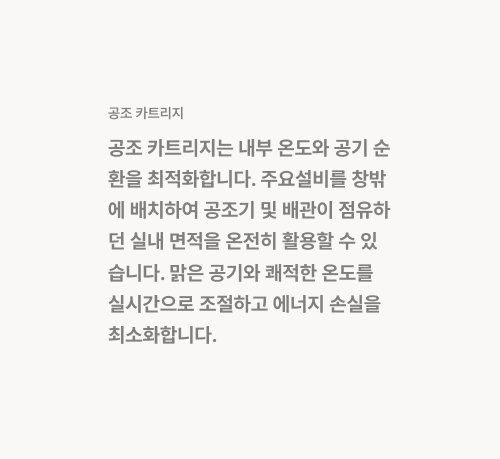 공조 카트리지
공조 카트리지는 내부 온도와 공기 순
환을 최적화합니다. 주요설비를 창밖
에 배치하여 공조기 및 배관이 점유하
던 실내 면적을 온전히 활용할 수 있
습니다. 맑은 공기와 쾌적한 온도를
실시간으로 조절하고 에너지 손실을
최소화합니다.